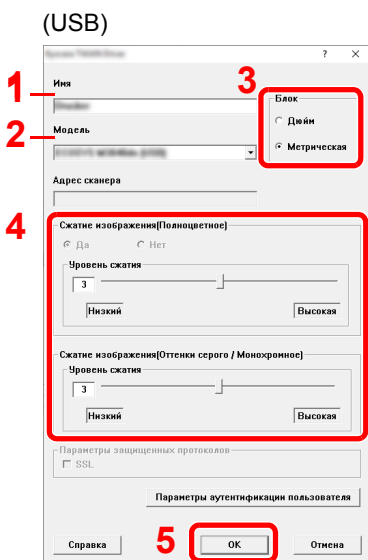 (USB)
? ×
1
Имя
3
Блок
Дюйм
2
Модель
Метрическая
Адрес сканера
4
Сжатие изображения(Полноцветное)
Да Нет
Уровень сжатия
3
Низкий Высокая
Сжатие изображения(Оттенки серого / Монохромное)
Уровень сжатия
3
Низкий Высокая
Параметры защищенных протоколов
SSL
Параметры аутентификации пользователя
5
Справка OK Отмена